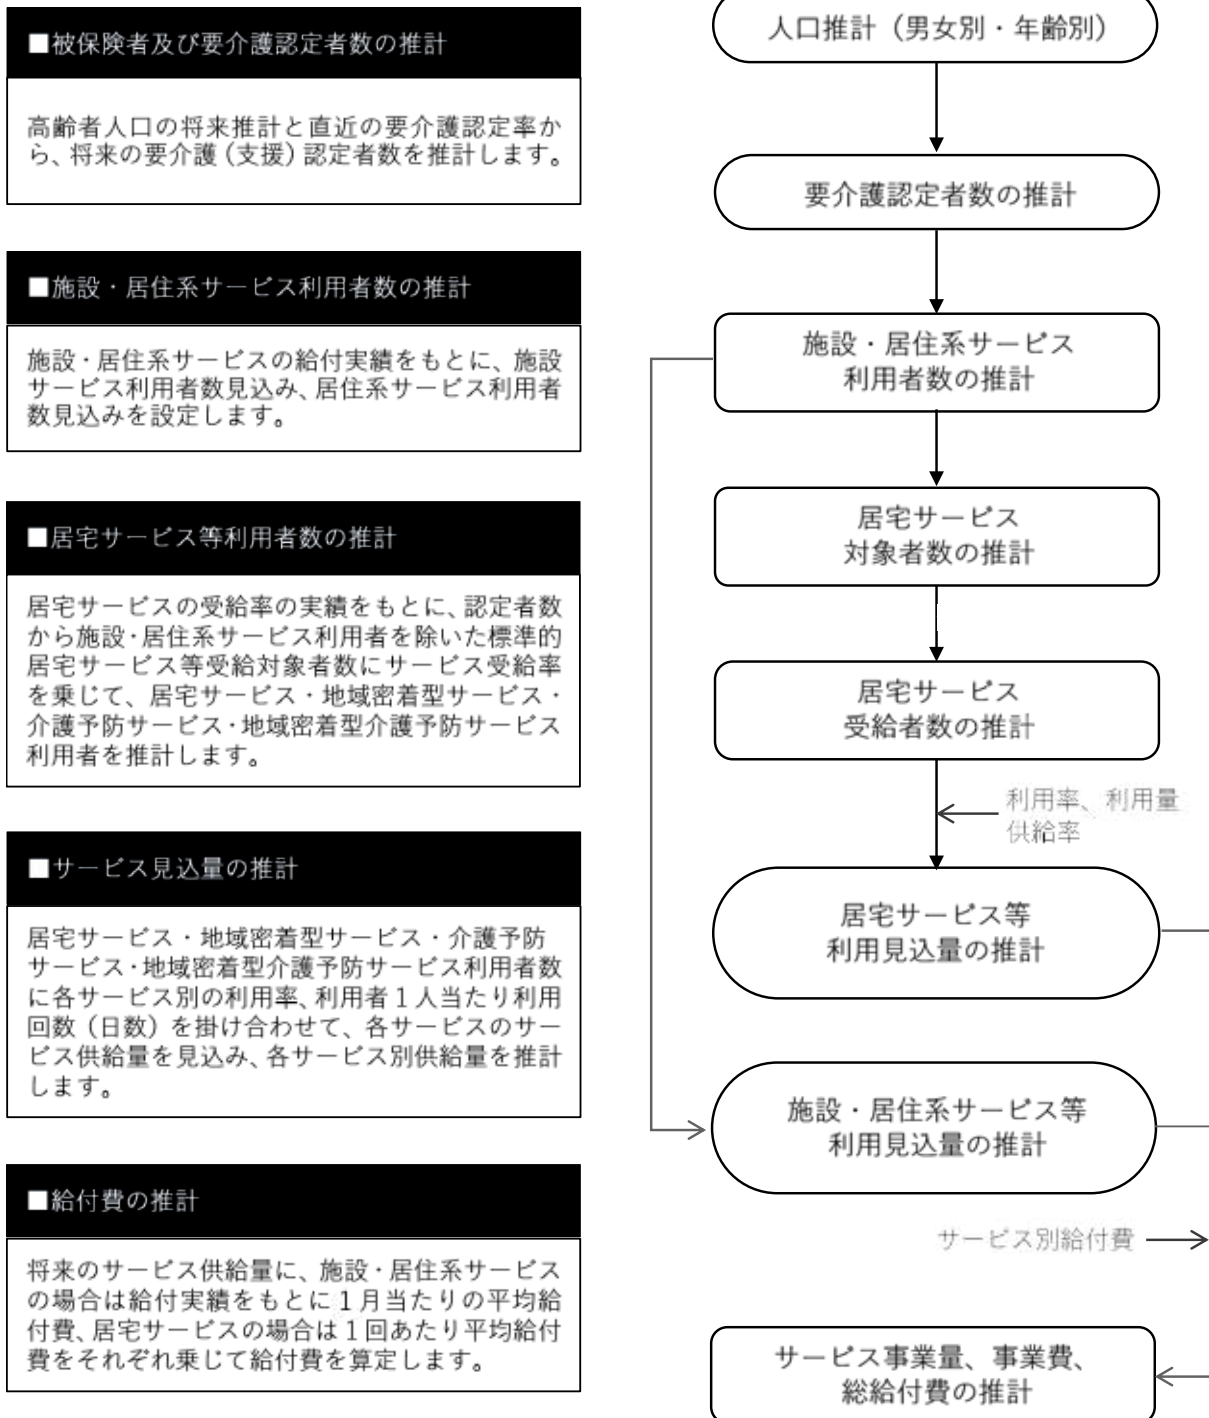 ■被保険者及び要介護認定者数の推計
高齢者人口の将来推計と直近の要介護認定率か
ら、将来の要介護（支援）認定者数を推計します。
■施設・居住系サービス利用者数の推計
施設・居住系サービスの給付実績をもとに、施設
サービス利用者数見込み、居住系サービス利用者
数見込みを設定します。
■居宅サービス等利用者数の推計
居宅サービスの受給率の実績をもとに、認定者数
から施設・居住系サービス利用者を除いた標準的
居宅サービス等受給対象者数にサービス受給率
を乗じて、居宅サービス・地域密着型サービス・
介護予防サービス・地域密着型介護予防サービス
利用者を推計します。
■サービス見込量の推計
居宅サービス・地域密着型サービス・介護予防
サービス・地域密着型介護予防サービス利用者数
に各サービス別の利用率、利用者１人当たり利用
回数（日数）を掛け合わせて、各サービスのサー
ビス供給量を見込み、各サービス別供給量を推計
します。
■給付費の推計
将来のサービス供給量に、施設・居住系サービス
の場合は給付実績をもとに１月当たりの平均給
付費、居宅サービスの場合は１回あたり平均給付
費をそれぞれ乗じて給付費を算定します。
人口推計（男女別・年齢別）
要介護認定者数の推計
施設・居住系サービス
利用者数の推計
居宅サービス
対象者数の推計
居宅サービス
受給者数の推計
利用率、利用量
供給率
居宅サービス等
利用見込量の推計
施設・居住系サービス等
利用見込量の推計
サービス別給付費
サービス事業量、事業費、
総給付費の推計